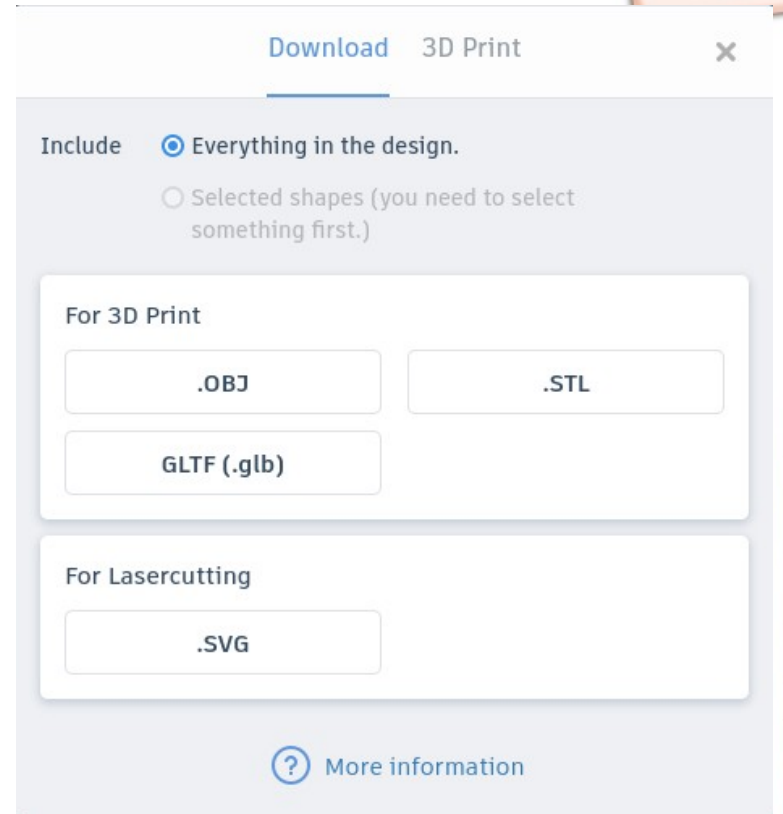 Download 3D Print ×
Include Everything in the design.
Selected shapes (you need to select
something first.)
For 3D Print
.OBJ .STL
GLTF (.glb)
For Lasercutting
.SVG
? More information